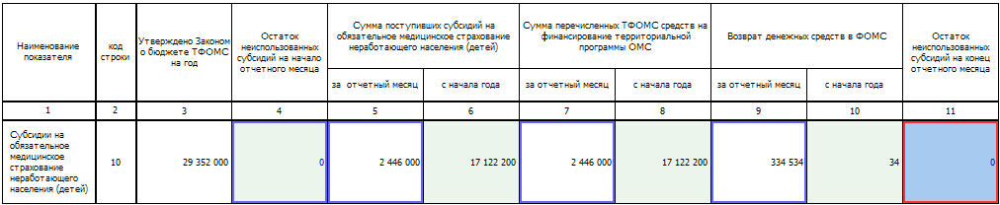 Наименование показателя
код строки
Утверждено Законом о бюджете ТФОМС на год
Остаток неиспользованных субсидий на начало отчетного месяца
Сумма поступивших субсидий на обязательное медицинское страхование неработающего населения (детей)
Сумма перечисленных ТФОМС средств на финансирование территориальной программы ОМС
Возврат денежных средств в ФОМС
Остаток неиспользованных субсидий на конец отчетного месяца
за отчетный месяц
с начала года
за отчетный месяц
с начала года
за отчетный месяц
с начала года
1 2 3 4 5 6 7 8 9 10 11
Субсидии на
обязательное
медицинское
страхование
неработающего
населения (детей)
10 29 352 000 0 2 446 000 17 122 200 2 446 000 17 122 200 334 534 34 0